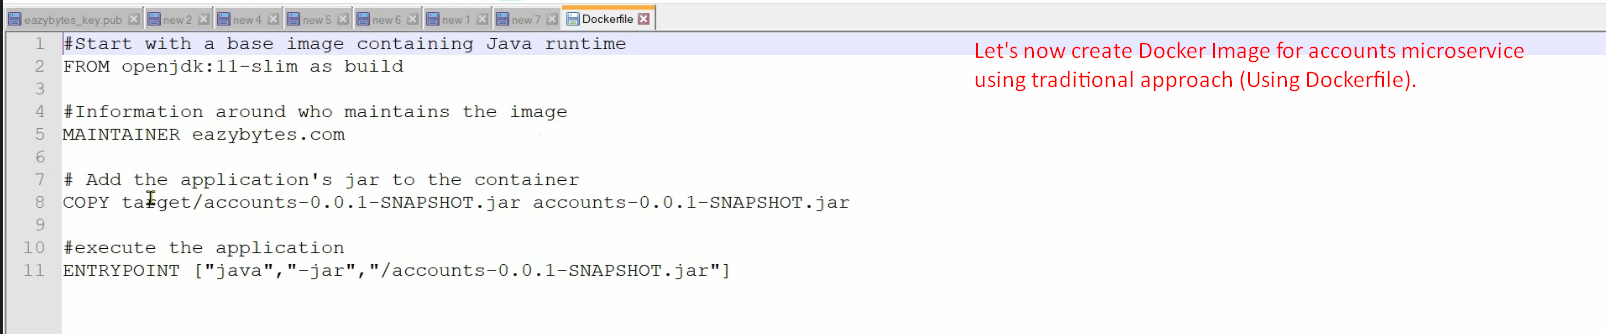 eazybytes_key.pub new 2 new 4 new 5 new 6 new 1 new 7 Dockerfile
1 #Start with a base image containing Java runtime
Let's now create Docker Image for accounts microservice
using traditional approach (Using Dockerfile).
2 FROM openjdk:11-slim as build
3
4 #Information around who maintains the image
5 MAINTAINER eazybytes.com
6
7 # Add the application's jar to the container
8 COPY target/accounts-0.0.1-SNAPSHOT.jar accounts-0.0.1-SNAPSHOT.jar
9
10 #execute the application
11 ENTRYPOINT ["java","-jar","/accounts-0.0.1-SNAPSHOT.jar"]